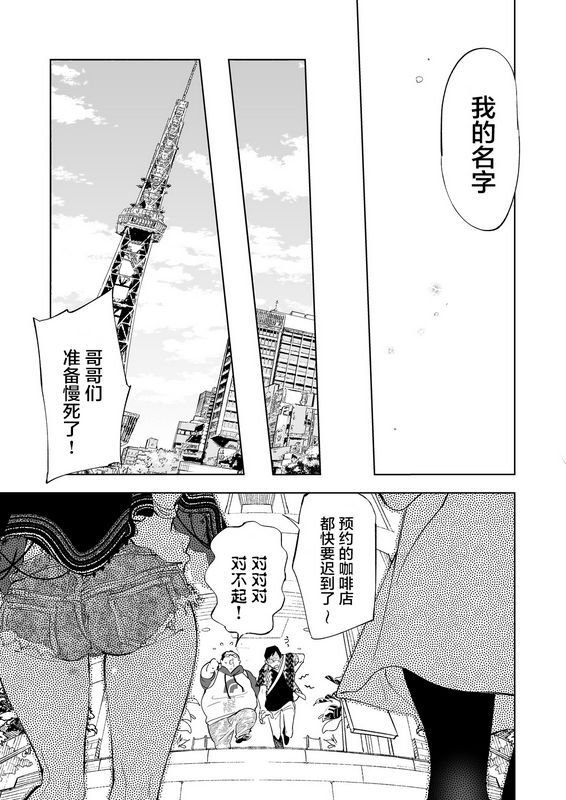 我的名字
哥哥们
准备慢死了！
预约的咖啡店
都快要迟到了～
对对对
对不起！